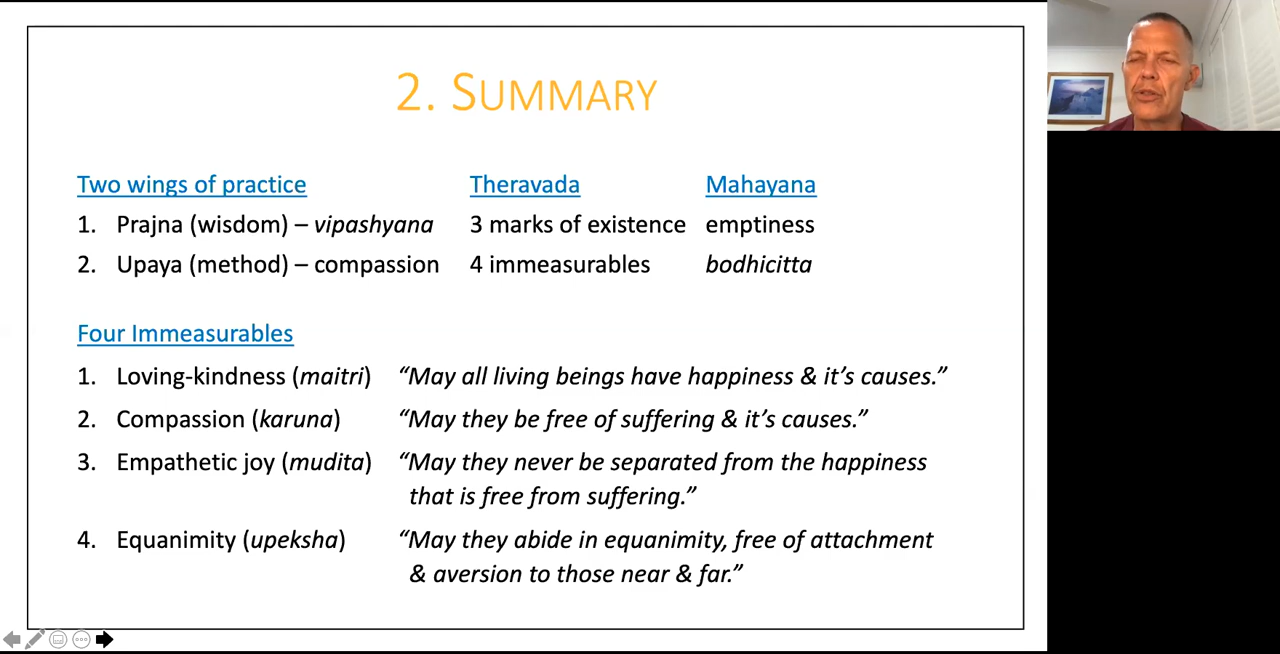 2. SUMMARY
Two wings of practice Theravada Mahayana
1. Prajna (wisdom) – vipashyana 3 marks of existence emptiness
2. Upaya (method) – compassion 4 immeasurables bodhicitta
Four Immeasurables
1. Loving-kindness (maitri) “May all living beings have happiness & it’s causes.”
2. Compassion (karuna) “May they be free of suffering & it’s causes.”
3. Empathetic joy (mudita) “May they never be separated from the happiness
that is free from suffering.”
4. Equanimity (upeksha) “May they abide in equanimity, free of attachment
& aversion to those near & far.”